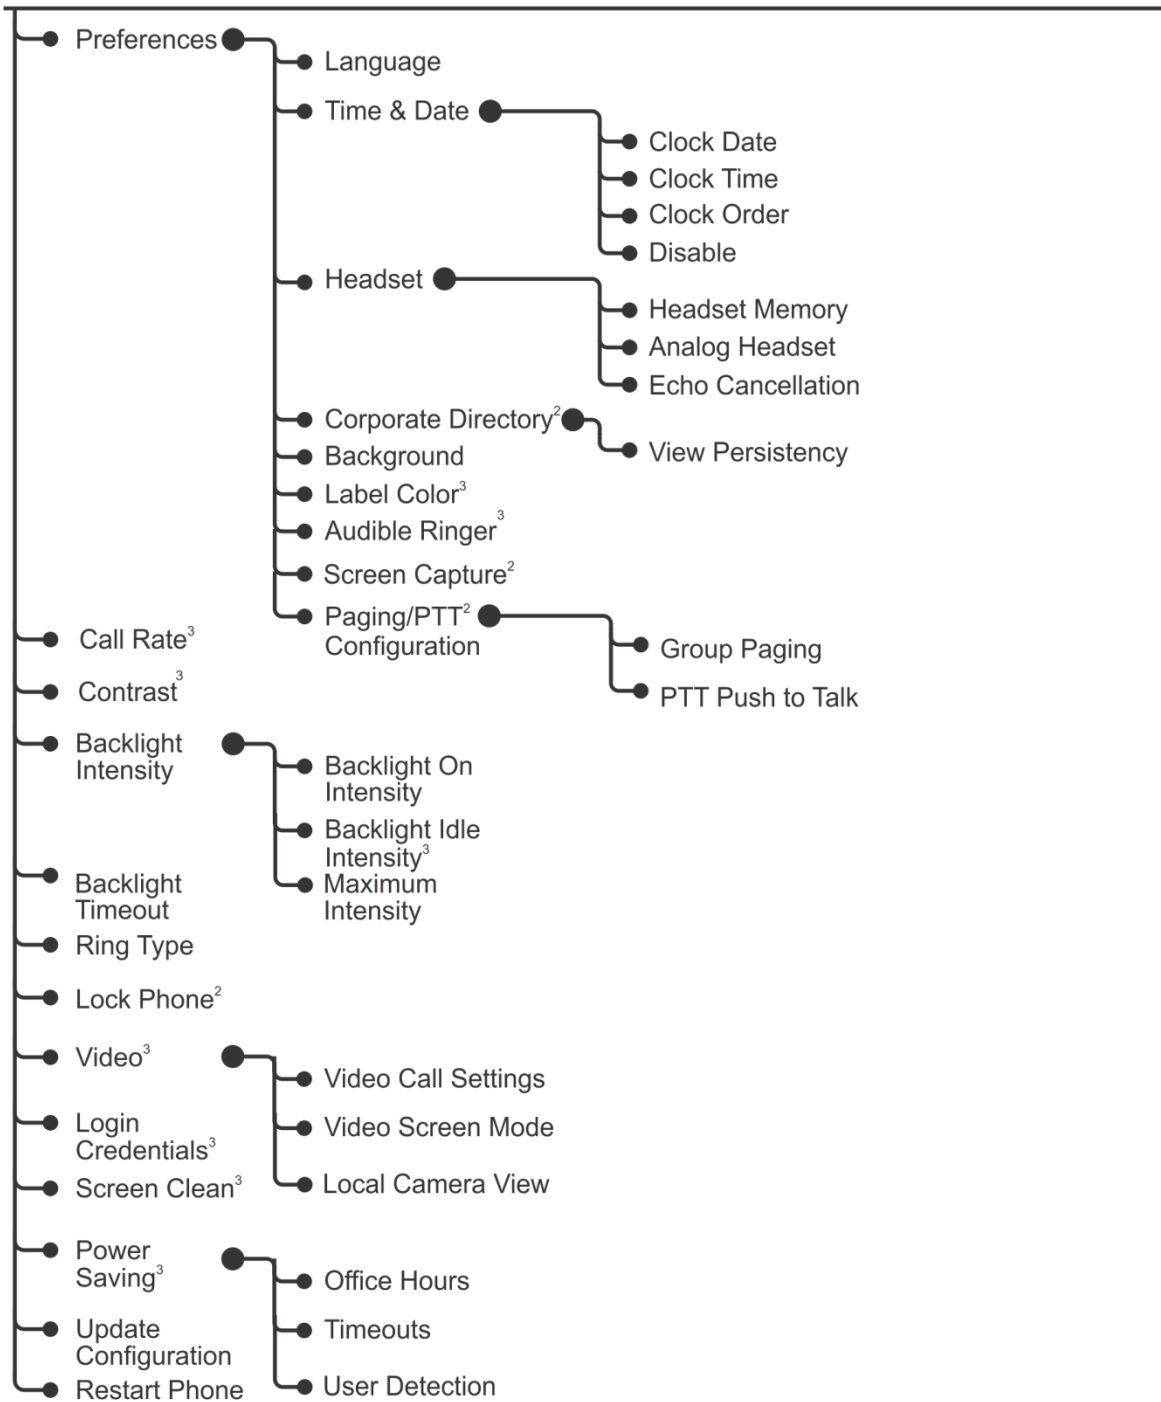 Preferences
Language
Time & Date
Clock Date
Clock Time
Clock Order
Disable
Headset
Headset Memory
Analog Headset
Echo Cancellation
Corporate Directory2
View Persistency
Background
Label Color3
Audible Ringer3
Screen Capture2
Paging/PTT2
Configuration
Group Paging
PTT Push to Talk
Call Rate3
Contrast3
Backlight
Intensity
Backlight On
Intensity
Backlight Idle
Intensity3
Maximum
Intensity
Backlight
Timeout
Ring Type
Lock Phone2
Video3
Video Call Settings
Video Screen Mode
Local Camera View
Login
Credentials3
Screen Clean3
Power
Saving3
Office Hours
Timeouts
User Detection
Update
Configuration
Restart Phone